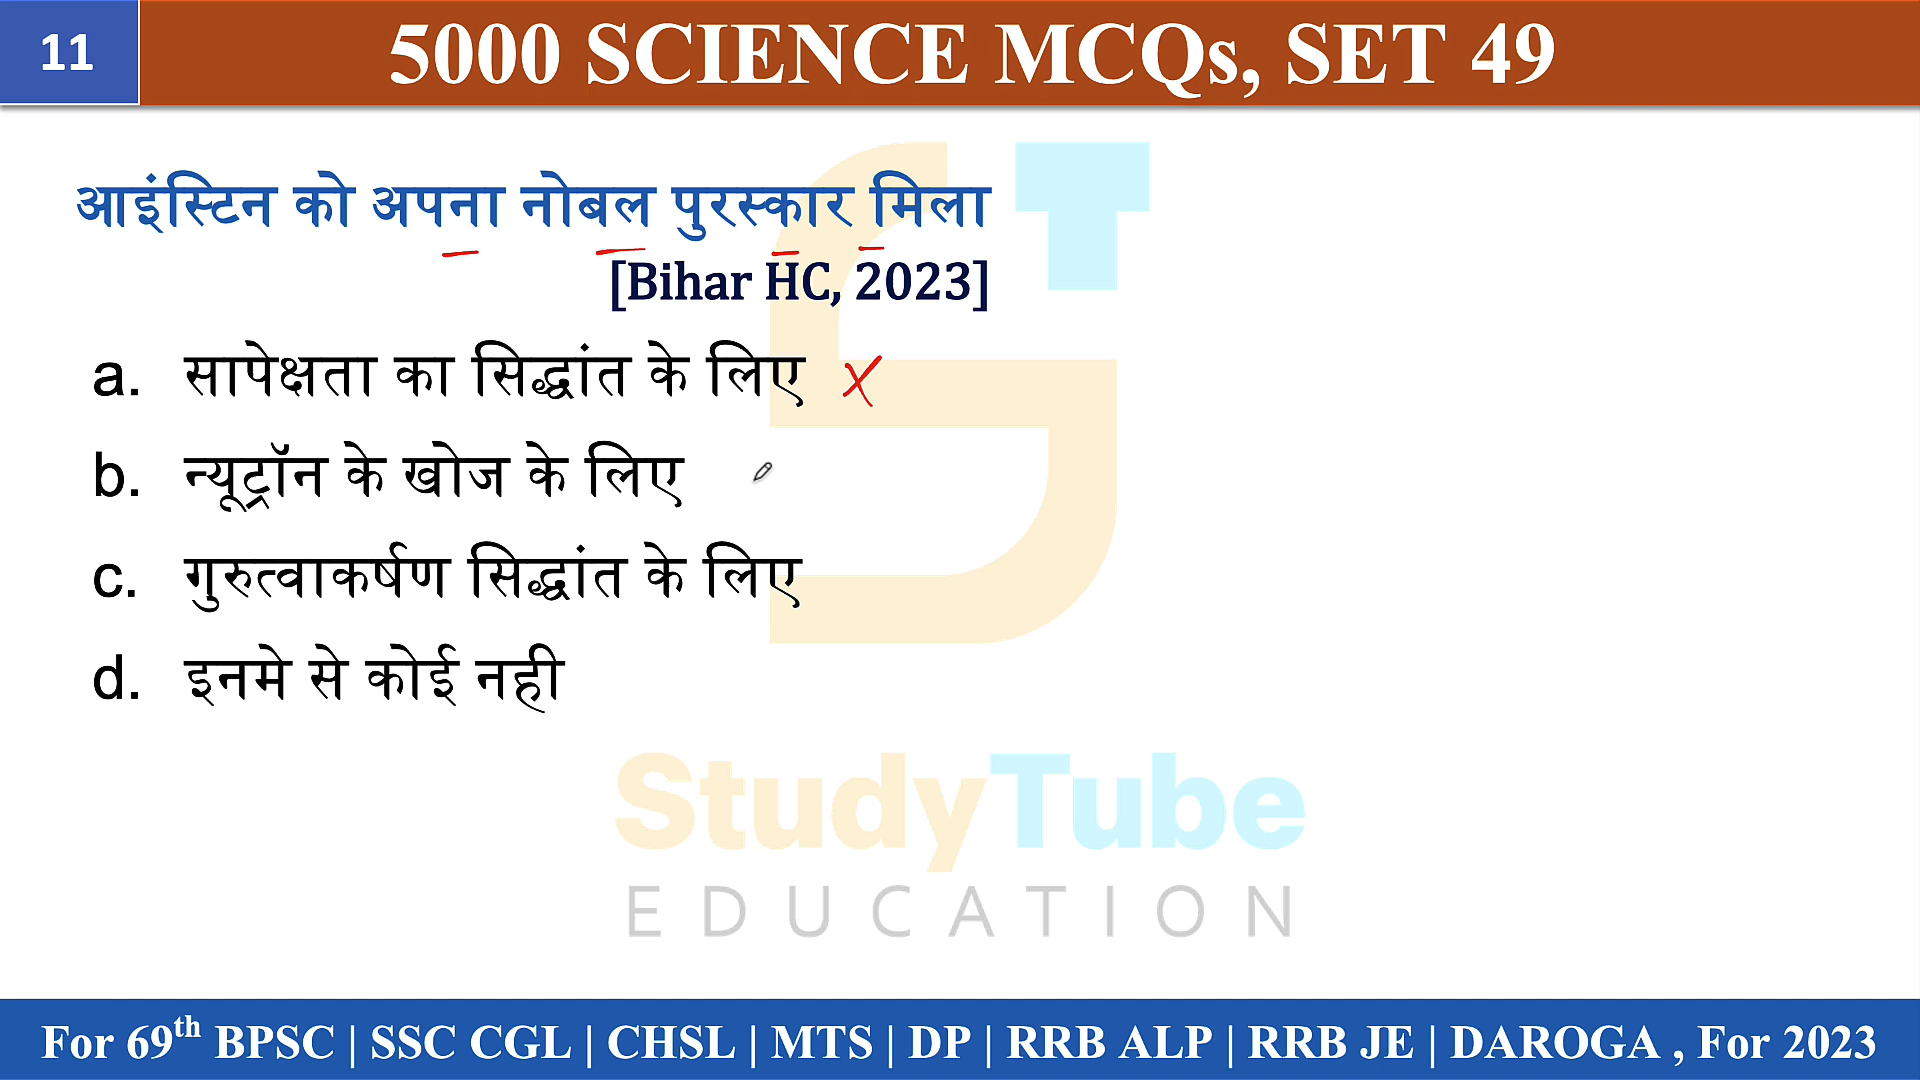 11
5000 SCIENCE MCQs, SET 49
आइंस्टिन को अपना नोबल पुरस्कार मिला
[Bihar HC, 2023]
a. सापेक्षता का सिद्धांत के लिए
b. न्यूट्रॉन के खोज के लिए
c. गुरुत्वाकर्षण सिद्धांत के लिए
d. इनमे से कोई नही
StudyTube
EDUCATION
For 69th BPSC | SSC CGL | CHSL | MTS | DP | RRB ALP | RRB JE | DAROGA , For 2023